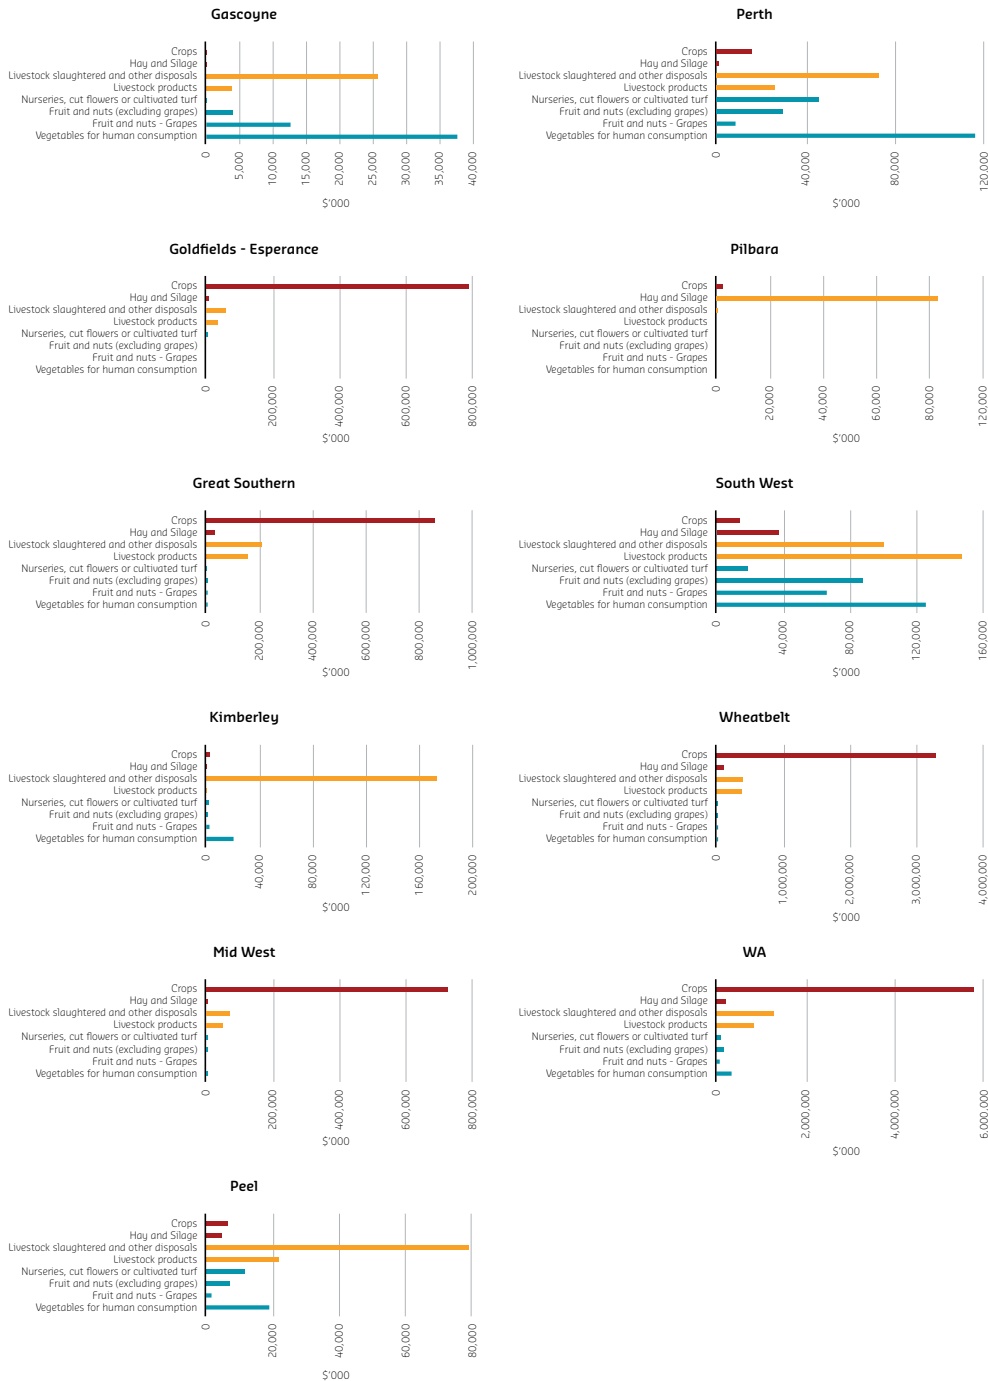 Gascoyne
Crops
Hay and Silage
Livestock slaughtered and other disposals
Livestock products
Nurseries, cut flowers or cultivated turf
Fruit and nuts (excluding grapes)
Fruit and nuts - Grapes
Vegetables for human consumption
0
5,000
10,000
15,000
20,000
25,000
30,000
35,000
40,000
$'000
Perth
Crops
Hay and Silage
Livestock slaughtered and other disposals
Livestock products
Nurseries, cut flowers or cultivated turf
Fruit and nuts (excluding grapes)
Fruit and nuts - Grapes
Vegetables for human consumption
0
40,000
80,000
120,000
$'000
Goldfields - Esperance
Crops
Hay and Silage
Livestock slaughtered and other disposals
Livestock products
Nurseries, cut flowers or cultivated turf
Fruit and nuts (excluding grapes)
Fruit and nuts - Grapes
Vegetables for human consumption
0
200,000
400,000
600,000
800,000
$'000
Pilbara
Crops
Hay and Silage
Livestock slaughtered and other disposals
Livestock products
Nurseries, cut flowers or cultivated turf
Fruit and nuts (excluding grapes)
Fruit and nuts - Grapes
Vegetables for human consumption
0
20,000
40,000
60,000
80,000
120,000
$'000
Great Southern
Crops
Hay and Silage
Livestock slaughtered and other disposals
Livestock products
Nurseries, cut flowers or cultivated turf
Fruit and nuts (excluding grapes)
Fruit and nuts - Grapes
Vegetables for human consumption
0
200,000
400,000
600,000
800,000
1,000,000
$'000
South West
Crops
Hay and Silage
Livestock slaughtered and other disposals
Livestock products
Nurseries, cut flowers or cultivated turf
Fruit and nuts (excluding grapes)
Fruit and nuts - Grapes
Vegetables for human consumption
0
40,000
80,000
120,000
160,000
$'000
Kimberley
Crops
Hay and Silage
Livestock slaughtered and other disposals
Livestock products
Nurseries, cut flowers or cultivated turf
Fruit and nuts (excluding grapes)
Fruit and nuts - Grapes
Vegetables for human consumption
0
40,000
80,000
120,000
160,000
200,000
$'000
Wheatbelt
Crops
Hay and Silage
Livestock slaughtered and other disposals
Livestock products
Nurseries, cut flowers or cultivated turf
Fruit and nuts (excluding grapes)
Fruit and nuts - Grapes
Vegetables for human consumption
0
1,000,000
2,000,000
3,000,000
4,000,000
$'000
Mid West
Crops
Hay and Silage
Livestock slaughtered and other disposals
Livestock products
Nurseries, cut flowers or cultivated turf
Fruit and nuts (excluding grapes)
Fruit and nuts - Grapes
Vegetables for human consumption
0
200,000
400,000
600,000
800,000
$'000
WA
Crops
Hay and Silage
Livestock slaughtered and other disposals
Livestock products
Nurseries, cut flowers or cultivated turf
Fruit and nuts (excluding grapes)
Fruit and nuts - Grapes
Vegetables for human consumption
0
2,000,000
4,000,000
6.000,000
$'000
Peel
Crops
Hay and Silage
Livestock slaughtered and other disposals
Livestock products
Nurseries, cut flowers or cultivated turf
Fruit and nuts (excluding grapes)
Fruit and nuts - Grapes
Vegetables for human consumption
0
20,000
40,000
60,000
80,000
$'000